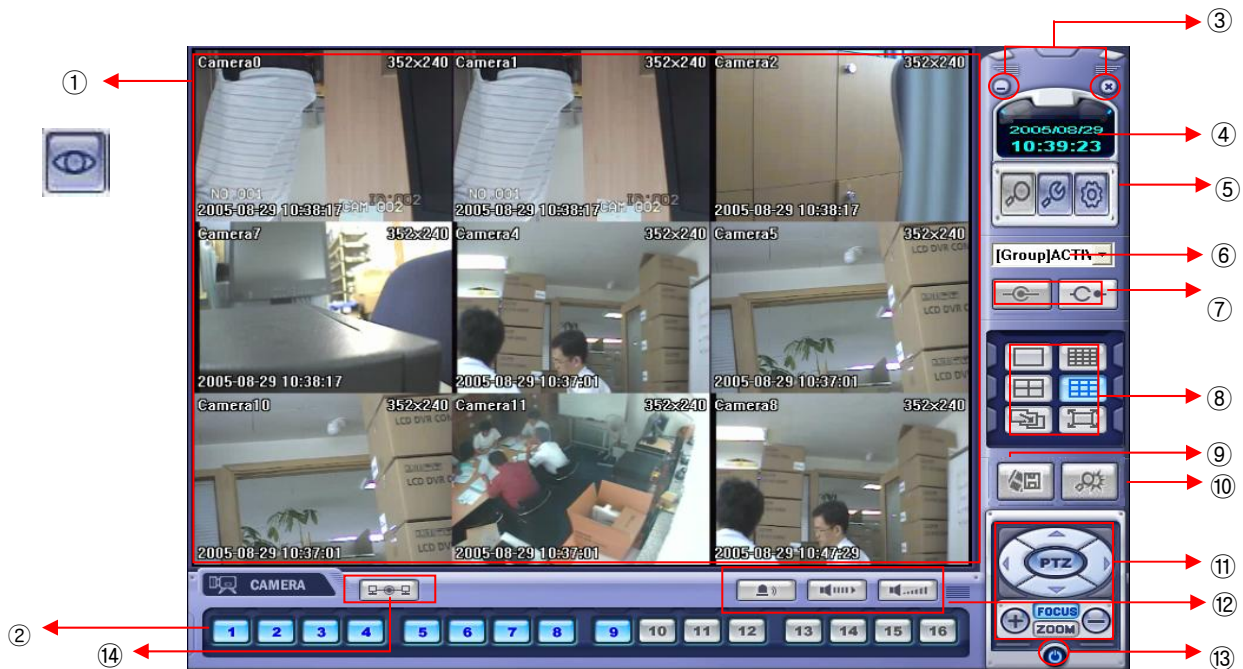 ③
Camera0 352x240
Camera1 352x240
Camera2 352x240
①
2005/08/29
10:39:23
④
⑤
NO 001
2005-08-29 10:38:17
ID:002
CAM 002
2005-08-29 10:38:17
2005-08-29 10:38:17
Camera7 352x240
Camera4 352x240
Camera5 352x240
[Group]ACTIV
⑥
⑦
LCD DVR
LCD DV
2005-08-29 10:38:17
2005-08-29 10:37:01
2005-08-29 10:37:01
⑧
Camera10 352x240
Camera11 352x240
Camera8 352x240
LCD DVR
LCD DVR
LCD DV
⑨
⑩
2005-08-29 10:37:01
2005-08-29 10:37:01
2005-08-29 10:47:29
PTZ
⑪
CAMERA
⑫
FOCUS
ZOOM
②
1 2 3 4 5 6 7 8 9 10 11 12 13 14 15 16
⑭
⑬